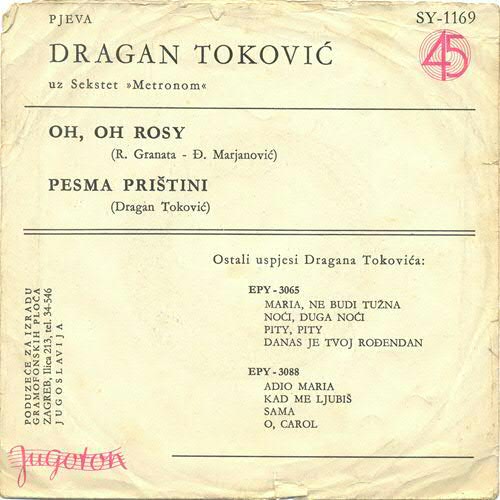 PJEVA
SY-1169
DRAGAN TOKOVIĆ
45
uz Sekstet »Metronom«
OH, OH ROSY
(R. Granata - Đ. Marjanović)
PESMA PRIŠTINI
(Dragan Toković)
Ostali uspjesi Dragana Tokovića:
EPY-3065
MARIA, NE BUDI TUŽNA
NOĆI, DUGA NOĆI
PITY, PITY
DANAS JE TVOJ ROĐENDAN
EPY-3088
ADIO MARIA
KAD ME LJUBIŠ
SAMA
O, CAROL
PODUZEĆE ZA IZRADU
GRAMOFONSKIH PLOČA
ZAGREB, Ilica 213, tel. 34-546
JUGOSLAVIJA
Jugoton